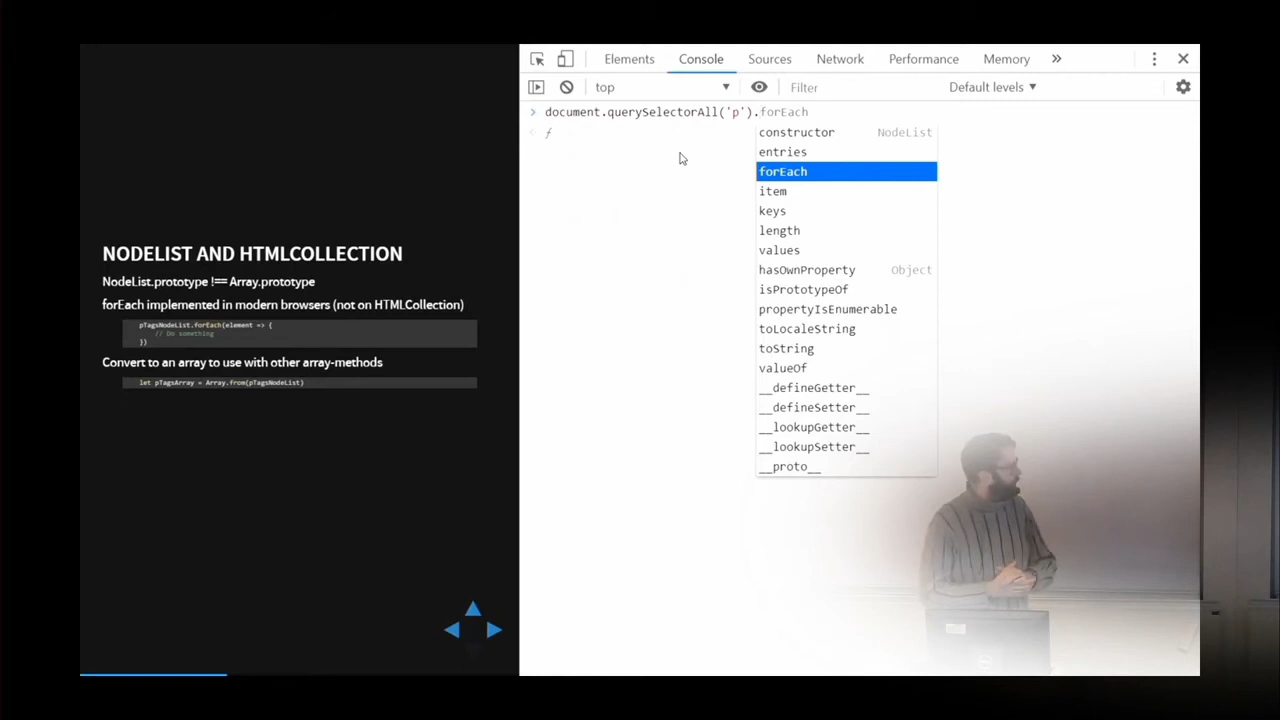 NODELIST AND HTMLCOLLECTION
NodeList.prototype !== Array.prototype
forEach implemented in modern browsers (not on HTMLCollection)
pTagsNodeList.forEach(element => {
// Do something
})
Convert to an array to use with other array-methods
let pTagsArray = Array.from(pTagsNodeList)
Elements Console Sources Network Performance Memory »
top Filter Default levels
> document.querySelectorAll('p').forEach
f
constructor NodeList
entries
forEach
item
keys
length
values
hasOwnProperty Object
isPrototypeOf
propertyIsEnumerable
toLocaleString
toString
valueOf
__defineGetter__
__defineSetter__
__lookupGetter__
__lookupSetter__
__proto__